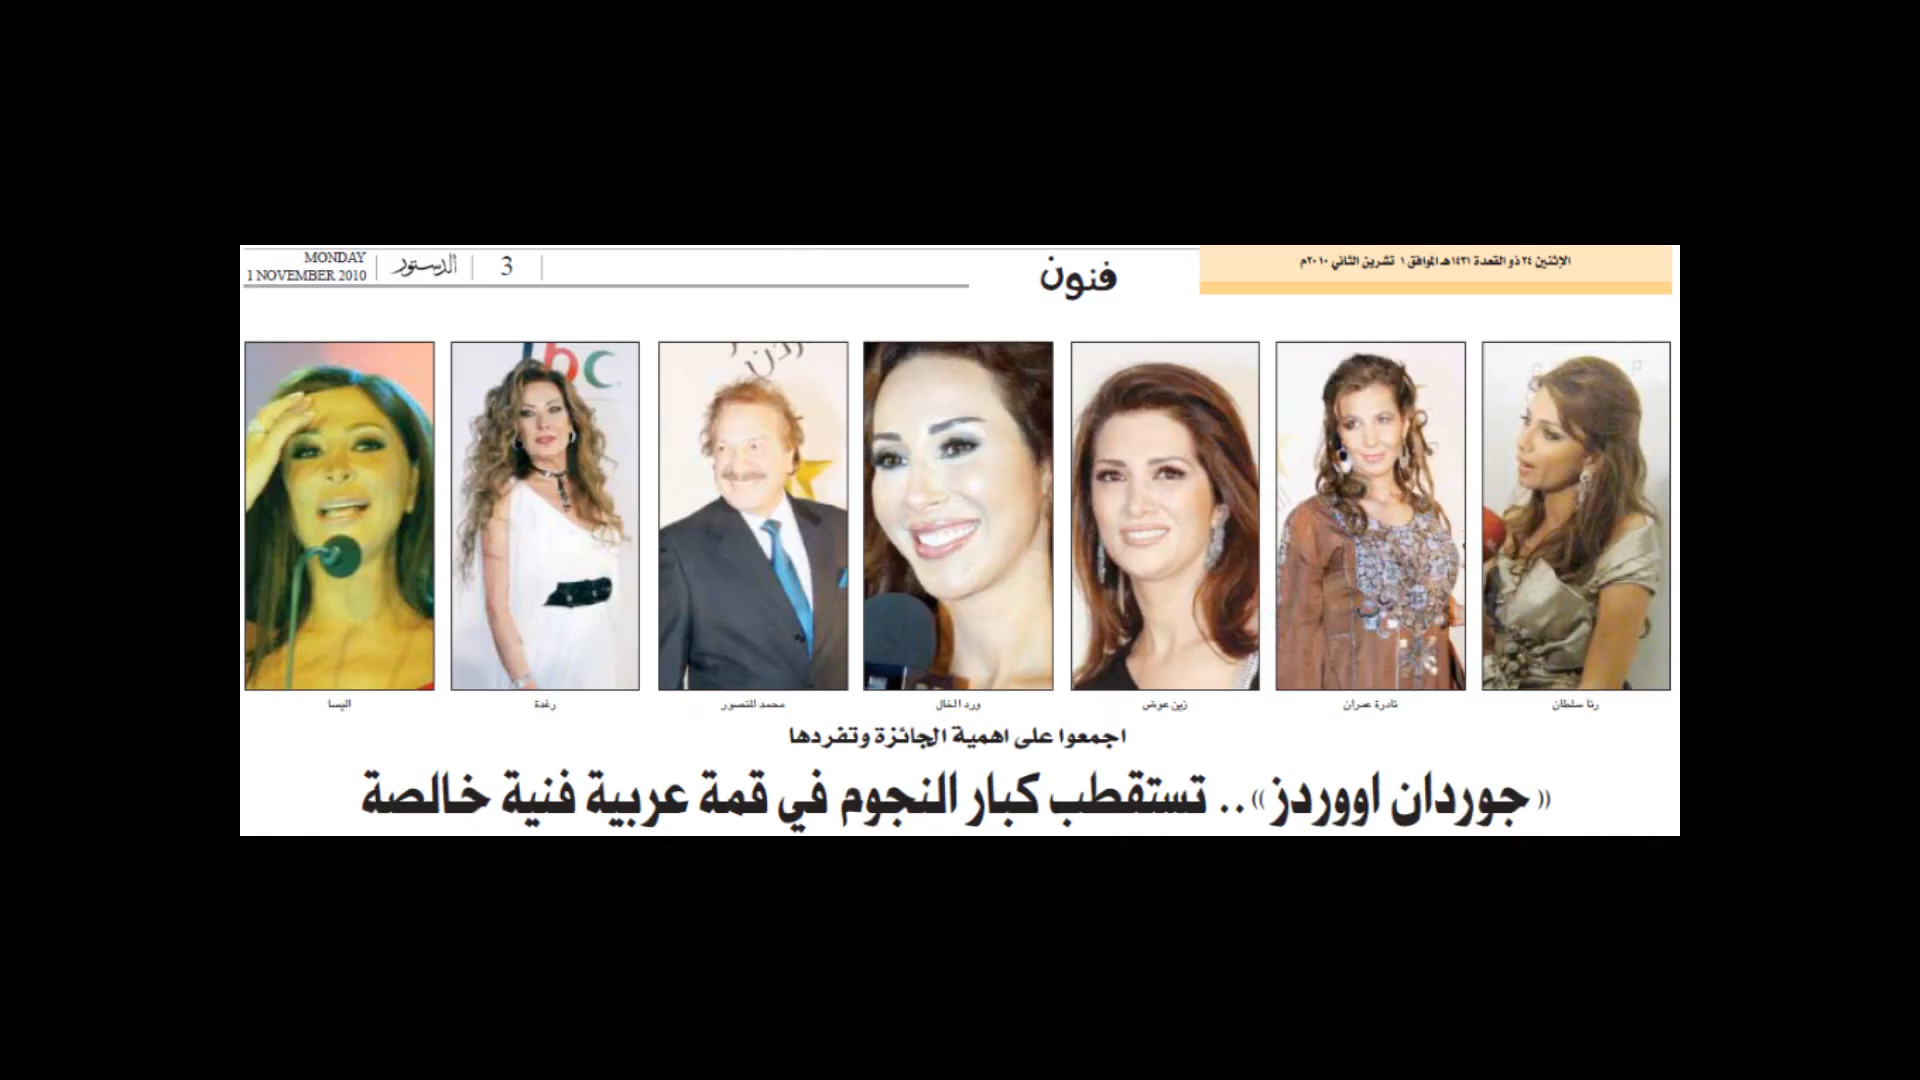 MONDAY
1 NOVEMBER 2010
الدستور
3
فنون
الإثنين ٢٤ ذو القعدة ١٤٣١هـ الموافق ١ تشرين الثاني ٢٠١٠م
jbc
رنا سلطان
نادرة عمران
زين عوض
ورد الخال
محمد المنصور
رغدة
اليسا
اجمعوا على اهمية الجائزة وتفردها
«جوردان اووردز».. تستقطب كبار النجوم في قمة عربية فنية خالصة